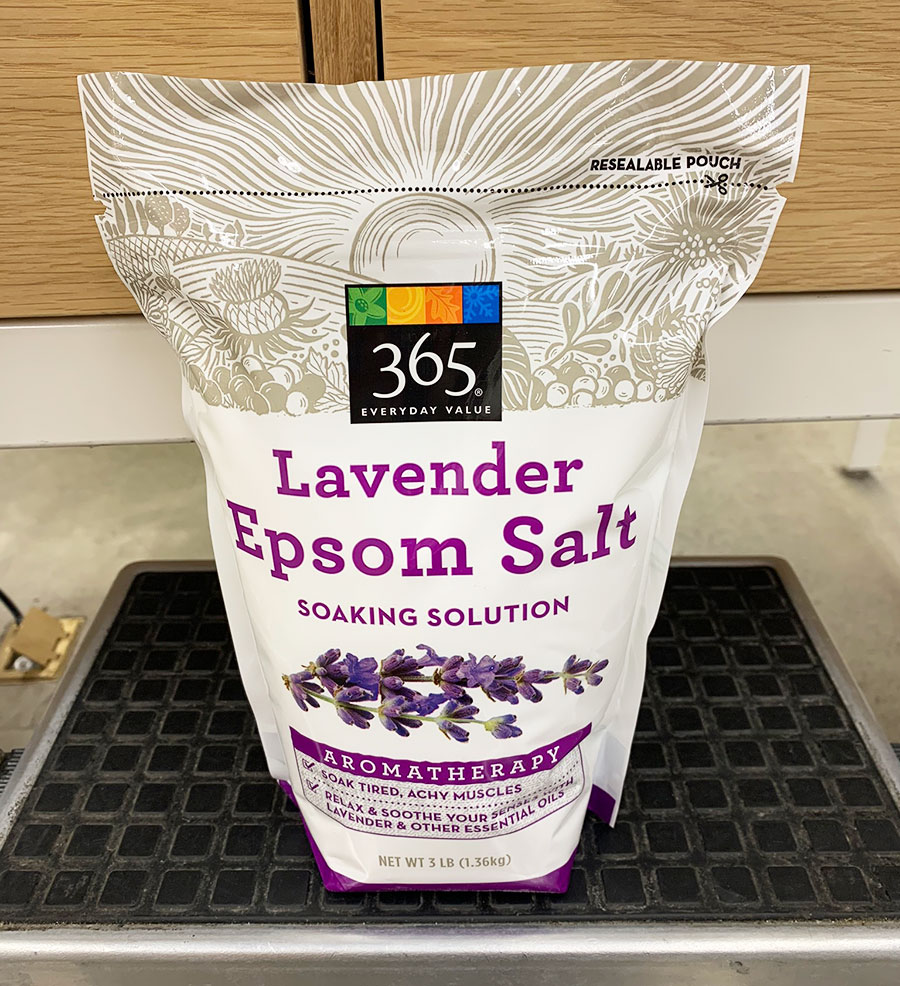 RESEALABLE POUCH
365®
EVERYDAY VALUE
Lavender
Epsom Salt
SOAKING SOLUTION
AROMATHERAPY
SOAK TIRED, ACHY MUSCLES
RELAX & SOOTHE YOUR
LAVENDER & OTHER ESSENTIAL OILS
NET WT 3 LB (1.36kg)